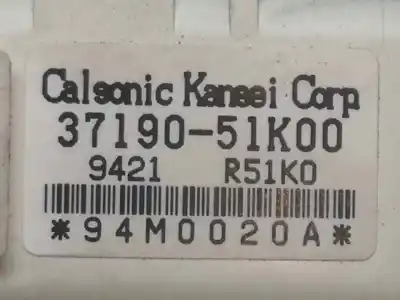 Calsonic Kansei Corp
37190-51K00
9421 R51K0
*94M0020A*